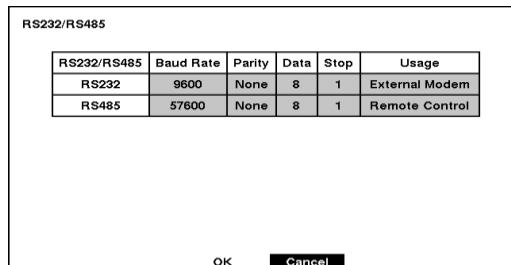 RS232/RS485
RS232/RS485 Baud Rate Parity Data Stop Usage
RS232 9600 None 8 1 External Modem
RS485 57600 None 8 1 Remote Control
OK Cancel